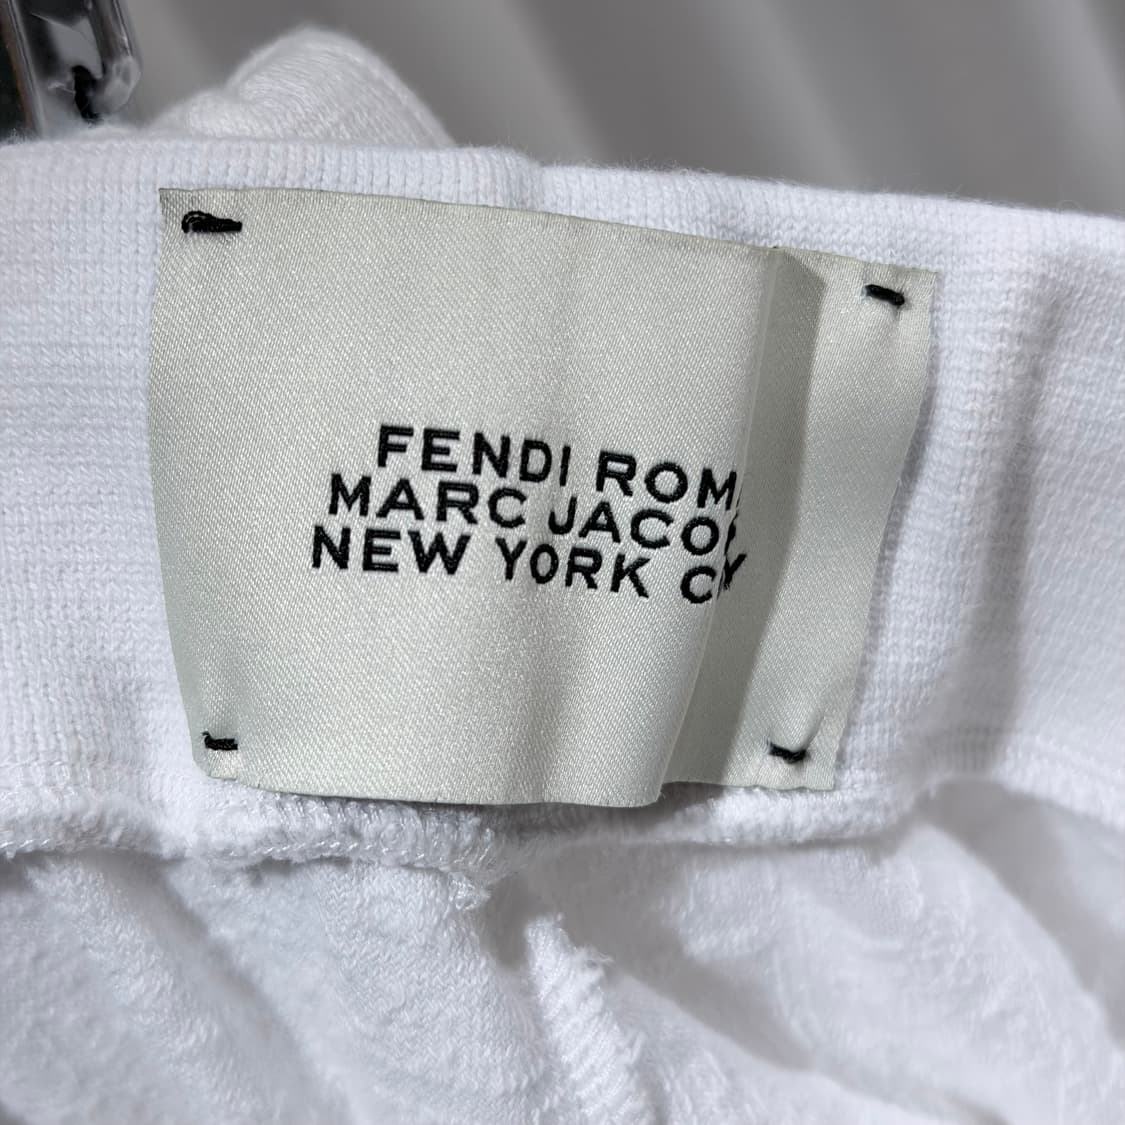 FENDI ROM
MARC JACO
NEW YORK C